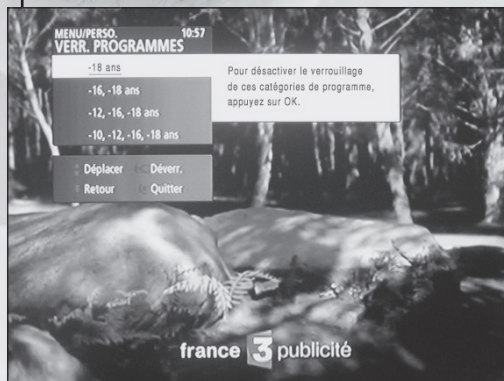 MENU/PERSO. 10:57
VERR. PROGRAMMES
-18 ans
-16, -18 ans
-12, -16, -18 ans
-10, -12, -16, -18 ans
Déplacer Déverr.
Retour Quitter
Pour désactiver le verrouillage
de ces catégories de programme,
appuyez sur OK.
france 3 publicité